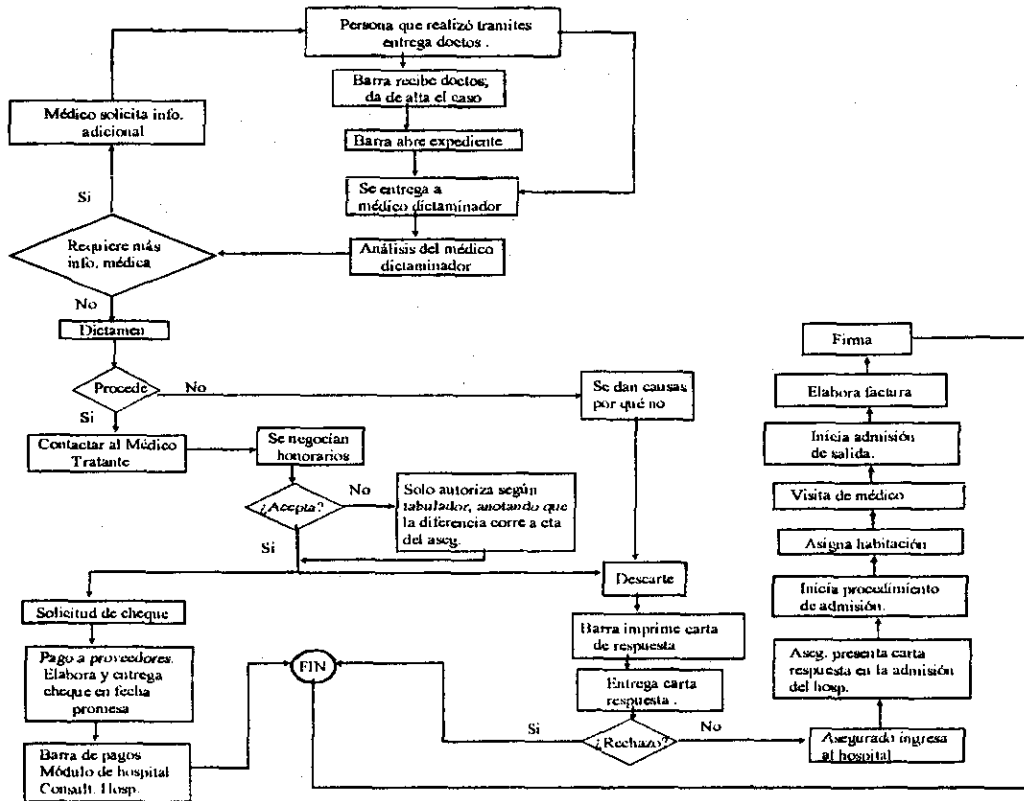 Persona que realizó tramites
entrega doctos .
Barra recibe doctos;
da de alta el caso
Médico solicita info.
adicional
Barra abre expediente
Si
Se entrega a
médico dictaminador
Requiere más
info. médica
Análisis del médico
dictaminador
No
Dictamen
Procede
No
Se dan causas
por qué no
Si
Contactar al Médico
Tratante
Se negocían
honorarios
¿Acepta?
No
Solo autoriza según
tabulador, anotando que
la diferencia corre a cta
del aseg.
Si
Solicitud de cheque
Descarte
Pago a proveedores.
Elabora y entrega
cheque en fecha
promesa
FIN
Barra imprime carta
de respuesta
Entrega carta
respuesta .
Si
¿Rechazo?
No
Barra de pagos
Módulo de hospital
Consult. Hosp.
Firma
Elabora factura
Inicia admisión
de salida.
Visita de médico
Asigna habitación
Inicia procedimiento
de admisión.
Aseg. presenta carta
respuesta en la admisión
del hosp.
Asegurado ingresa
al hospital